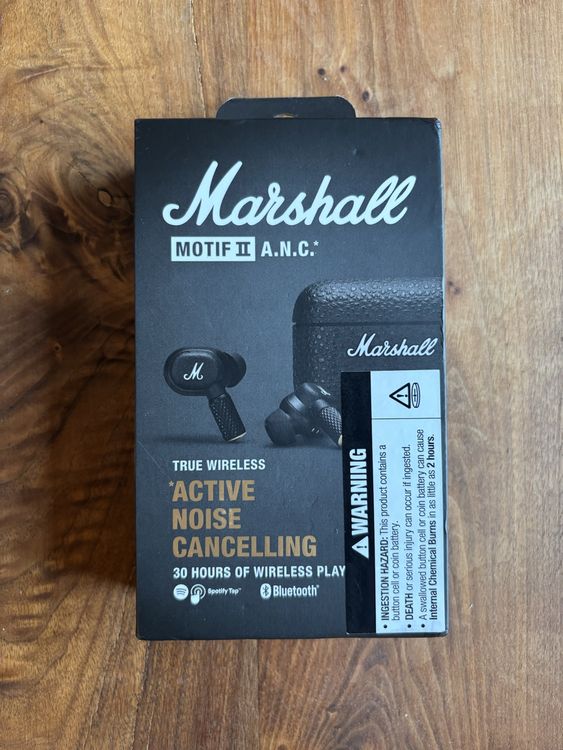 Marshall
MOTIF II A.N.C.*
Marshall
M
TRUE WIRELESS
*ACTIVE
NOISE
CANCELLING
30 HOURS OF WIRELESS PLAY
Spotify Tap™
Bluetooth®
WARNING
• INGESTION HAZARD: This product contains a
button cell or coin battery.
• DEATH or serious injury can occur if ingested.
• A swallowed button cell or coin battery can cause
Internal Chemical Burns in as little as 2 hours.